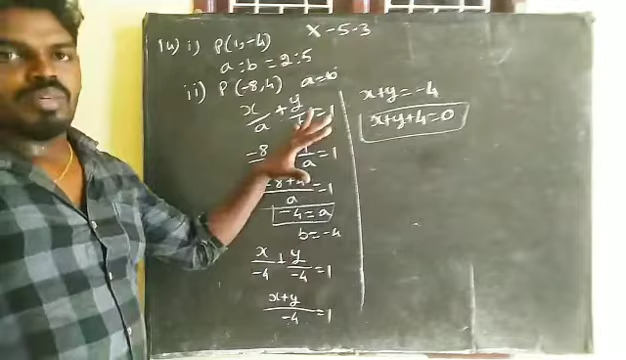 X-5.3
14) i) P(1,-4)
a:b = 2:5
ii) P(-8,4) a=b
x/a + y/ =1
-8 /a =1
-8+4/a =1
-4=a
b=-4
x/-4 + y/-4 =1
x+y/-4 =1
x+y=-4
x+y+4=0